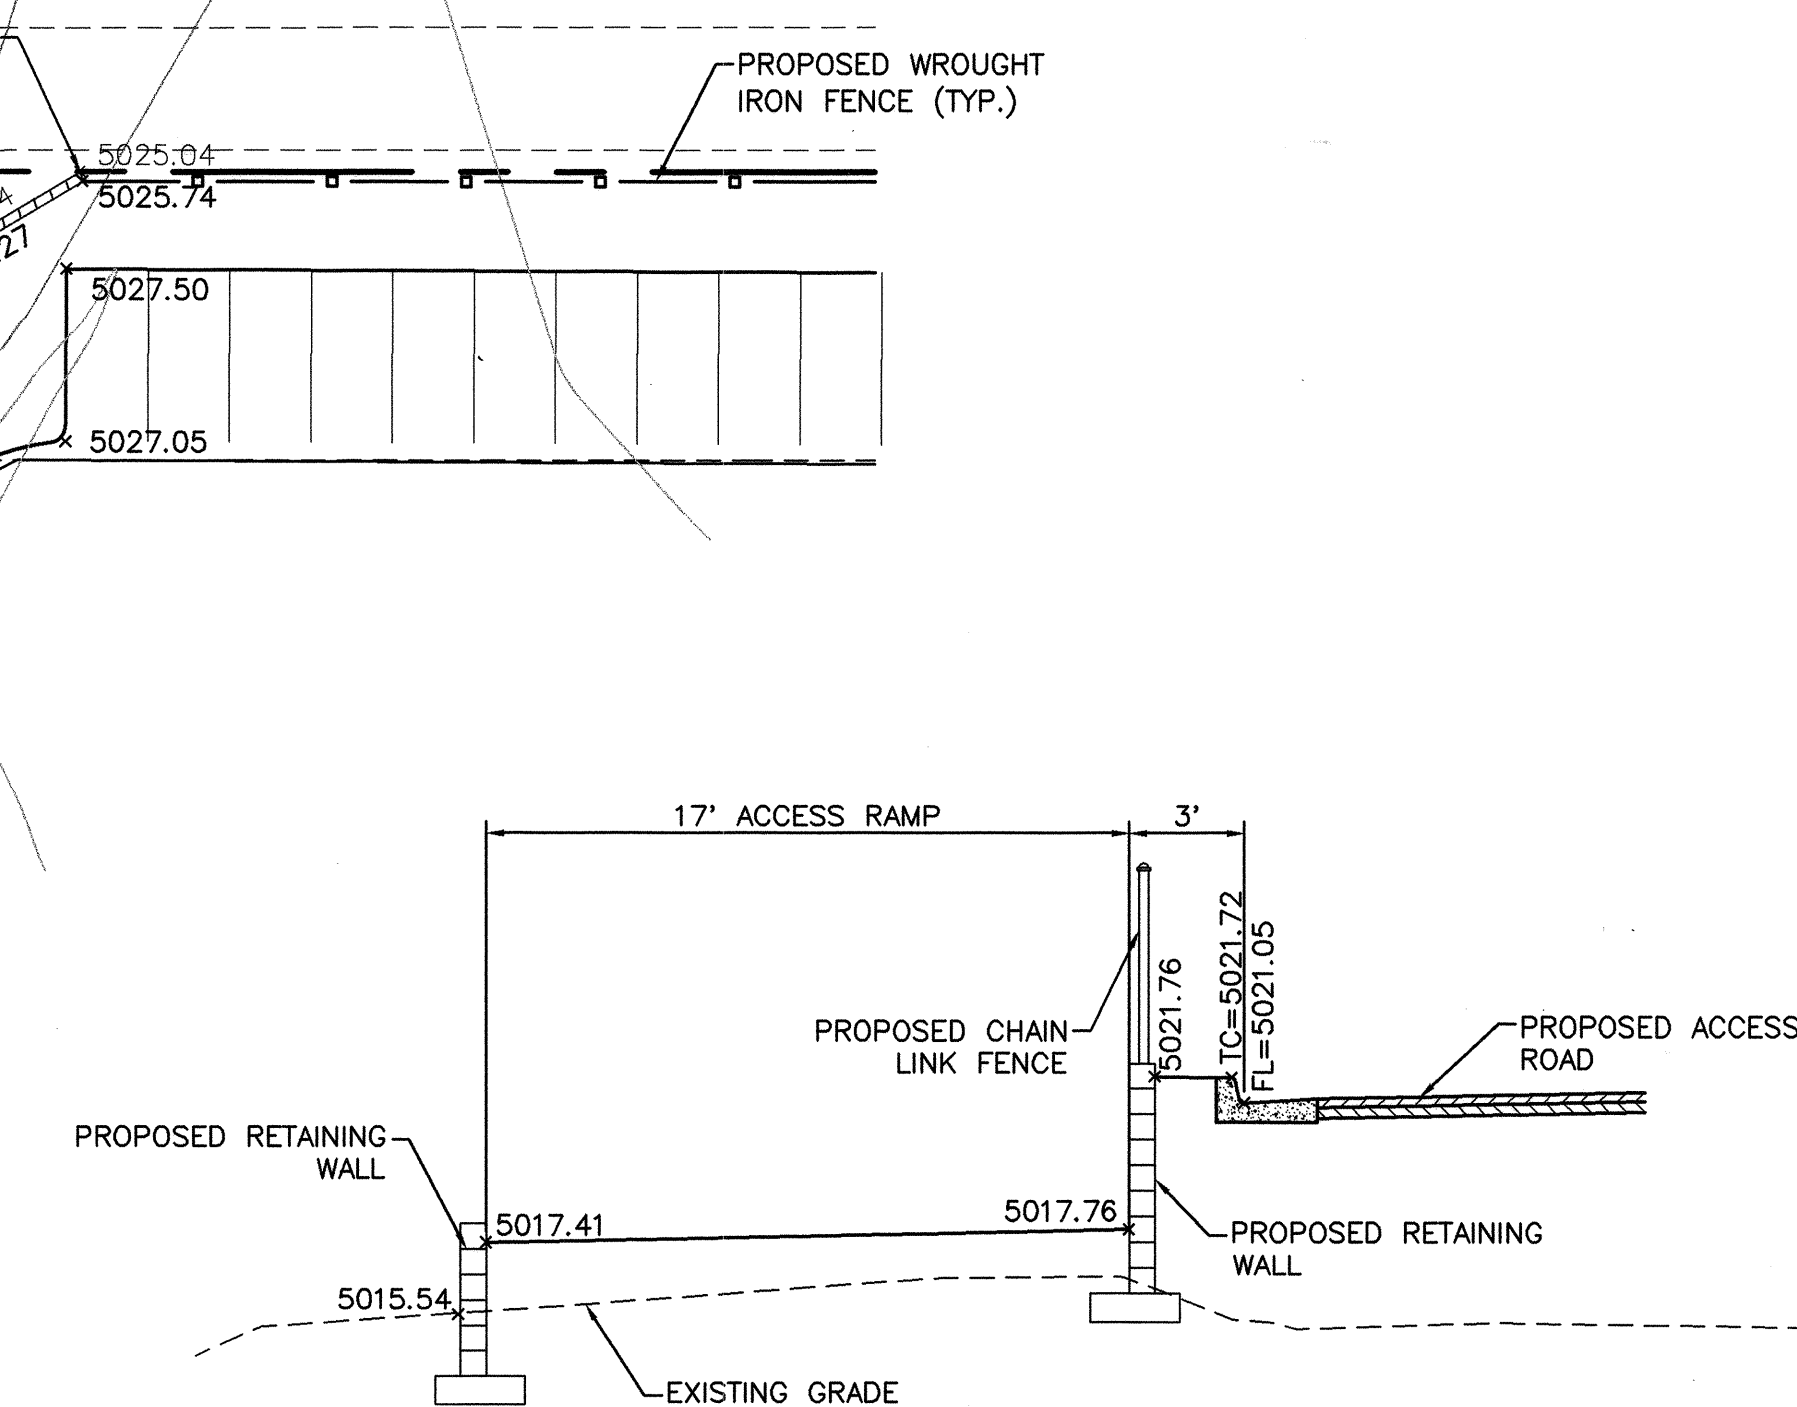 PROPOSED WROUGHT
IRON FENCE (TYP.)
5025.04
5025.74
4
27
5027.50
5027.05
17' ACCESS RAMP
3'
TC=5021.72
FL=5021.05
5021.76
PROPOSED CHAIN
LINK FENCE
PROPOSED ACCESS
ROAD
PROPOSED RETAINING
WALL
5017.41
5017.76
PROPOSED RETAINING
WALL
5015.54
EXISTING GRADE